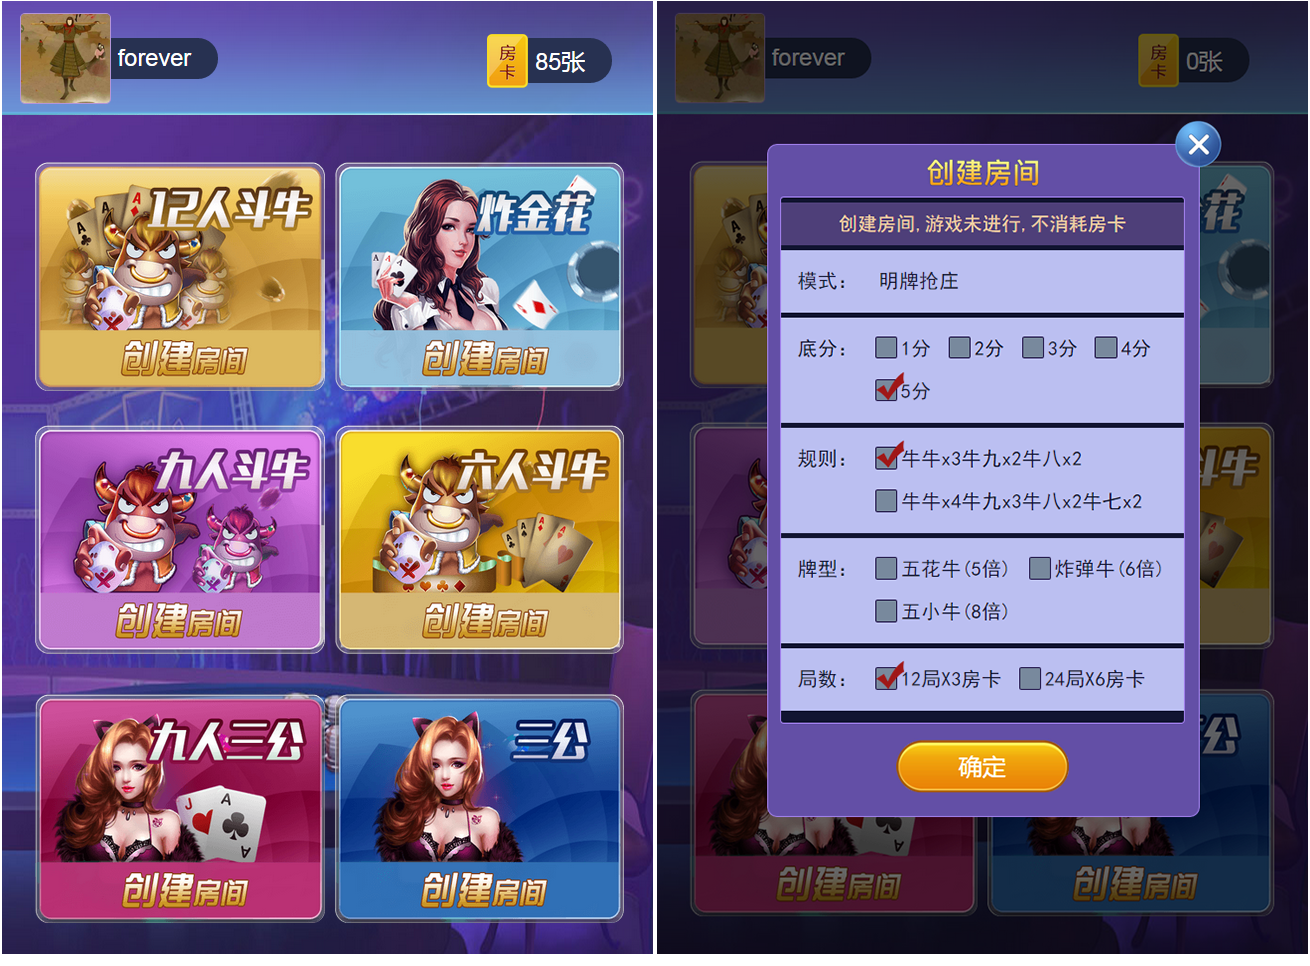 forever
房卡
85张
12人斗牛
炸金花
创建房间
创建房间
九人斗牛
六人斗牛
创建房间
创建房间
九人三公
三公
J
A
创建房间
创建房间
forever
房卡
0张
创建房间
创建房间,游戏未进行,不消耗房卡
模式: 明牌抢庄
底分: 1分 2分 3分 4分
5分
规则: 牛牛x3牛九x2牛八x2
牛牛x4牛九x3牛八x2牛七x2
牌型: 五花牛(5倍) 炸弹牛(6倍)
五小牛(8倍)
局数: 12局X3房卡 24局X6房卡
确定
花
斗牛
公
创建房间
创建房间